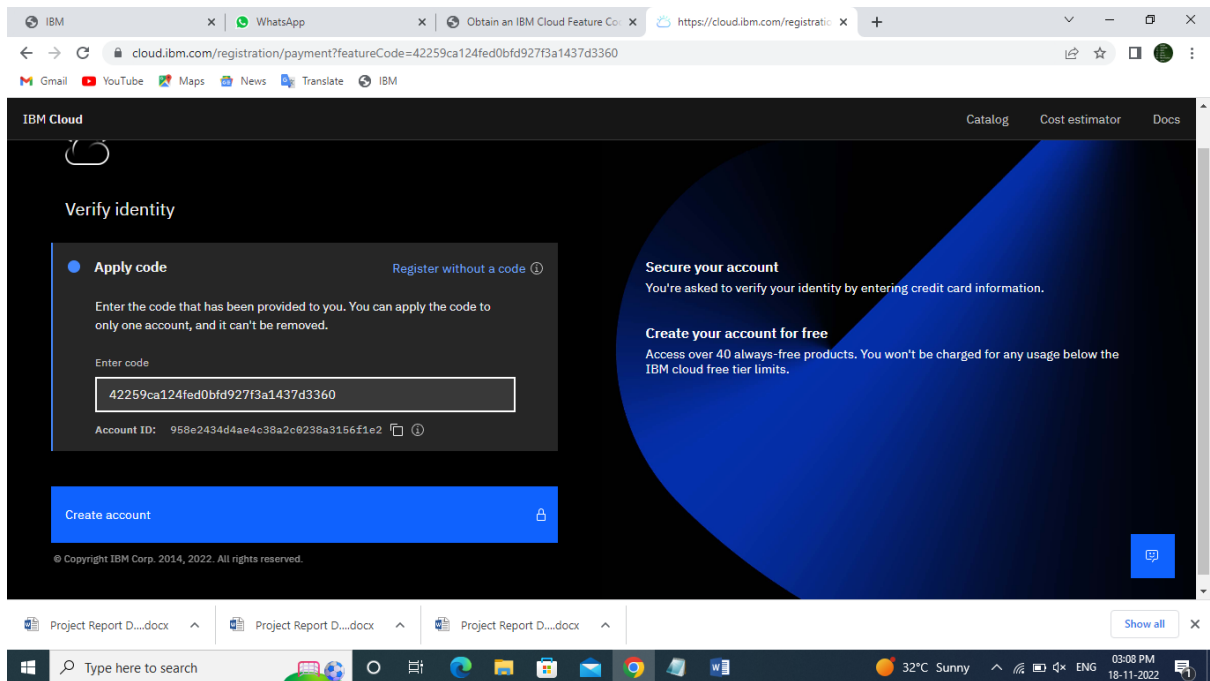 IBM
WhatsApp
Obtain an IBM Cloud Feature Co
https://cloud.ibm.com/registratio
cloud.ibm.com/registration/payment?featureCode=42259ca124fed0bfd927f3a1437d3360
Gmail YouTube Maps News Translate IBM
IBM Cloud
Catalog Cost estimator Docs
Verify identity
Apply code
Register without a code
Enter the code that has been provided to you. You can apply the code to
only one account, and it can't be removed.
Enter code
42259ca124fed0bfd927f3a1437d3360
Account ID: 958e2434d4ae4c38a2c0238a3156f1e2
Create account
© Copyright IBM Corp. 2014, 2022. All rights reserved.
Secure your account
You're asked to verify your identity by entering credit card information.
Create your account for free
Access over 40 always-free products. You won't be charged for any usage below the
IBM cloud free tier limits.
Project Report D....docx
Project Report D....docx
Project Report D....docx
Show all
Type here to search
32°C Sunny
ENG
03:08 PM
18-11-2022
1